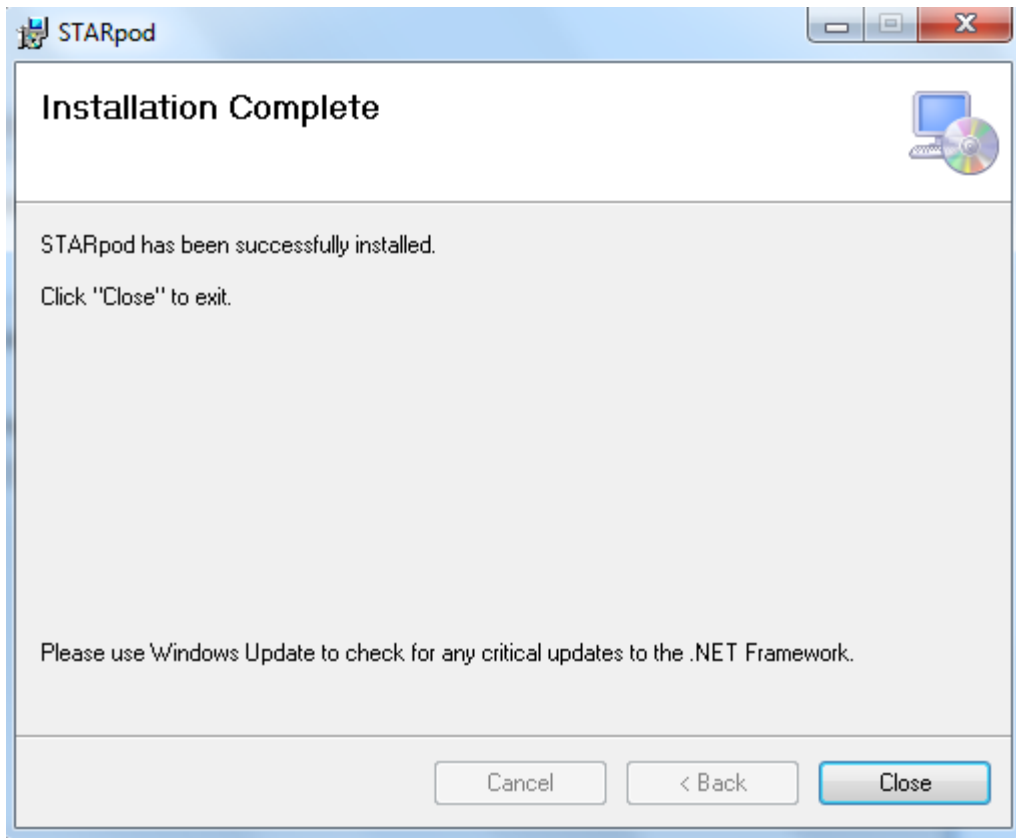 STARpod
Installation Complete
STARpod has been successfully installed.
Click "Close" to exit.
Please use Windows Update to check for any critical updates to the .NET Framework.
Cancel
< Back
Close